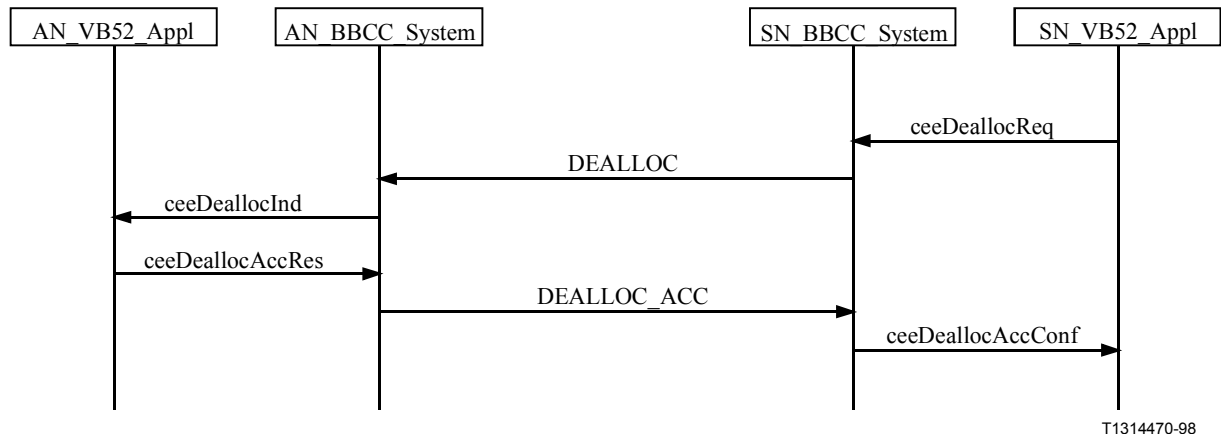 AN_VB52_Appl
AN_BBCC_System
SN_BBCC_System
SN_VB52_Appl
ceeDeallocReq
DEALLOC
ceeDeallocInd
ceeDeallocAccRes
DEALLOC_ACC
ceeDeallocAccConf
T1314470-98